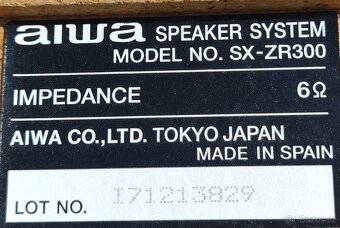 aiwa SPEAKER SYSTEM
MODEL NO. SX-ZR300
IMPEDANCE 6Ω
AIWA CO.,LTD. TOKYO JAPAN
MADE IN SPAIN
LOT NO. I71213829